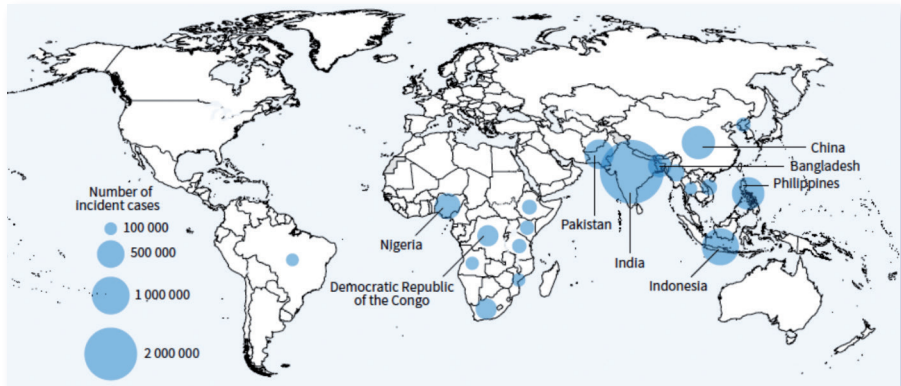 Number of
incident cases
100 000
500 000
1 000 000
2 000 000
China
Bangladesh
Philippines
Pakistan
India
Indonesia
Nigeria
Democratic Republic
of the Congo